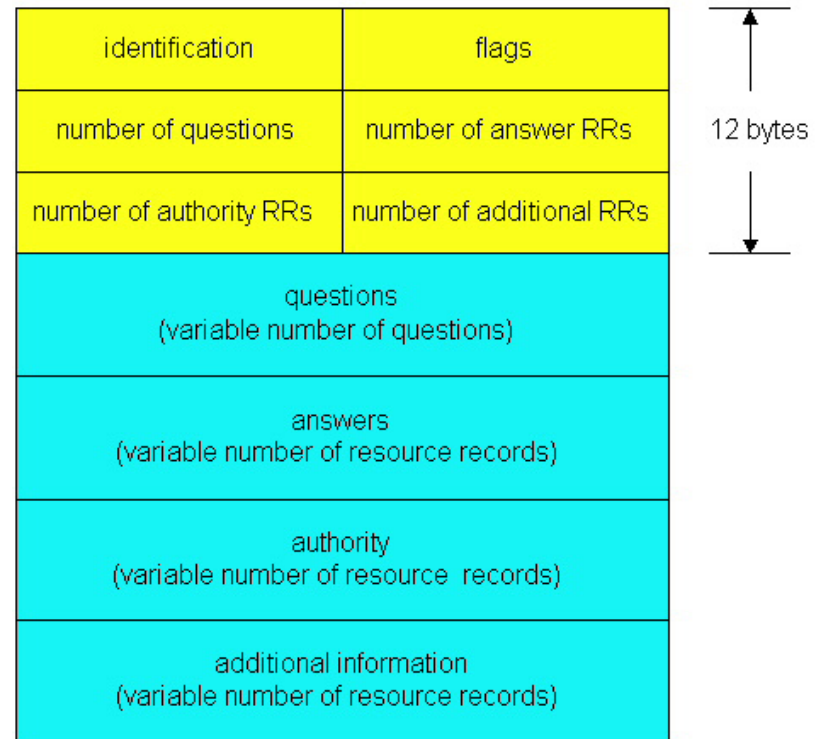 identification
flags
number of questions
number of answer RRs
12 bytes
number of authority RRs
number of additional RRs
questions
(variable number of questions)
answers
(variable number of resource records)
authority
(variable number of resource records)
additional information
(variable number of resource records)